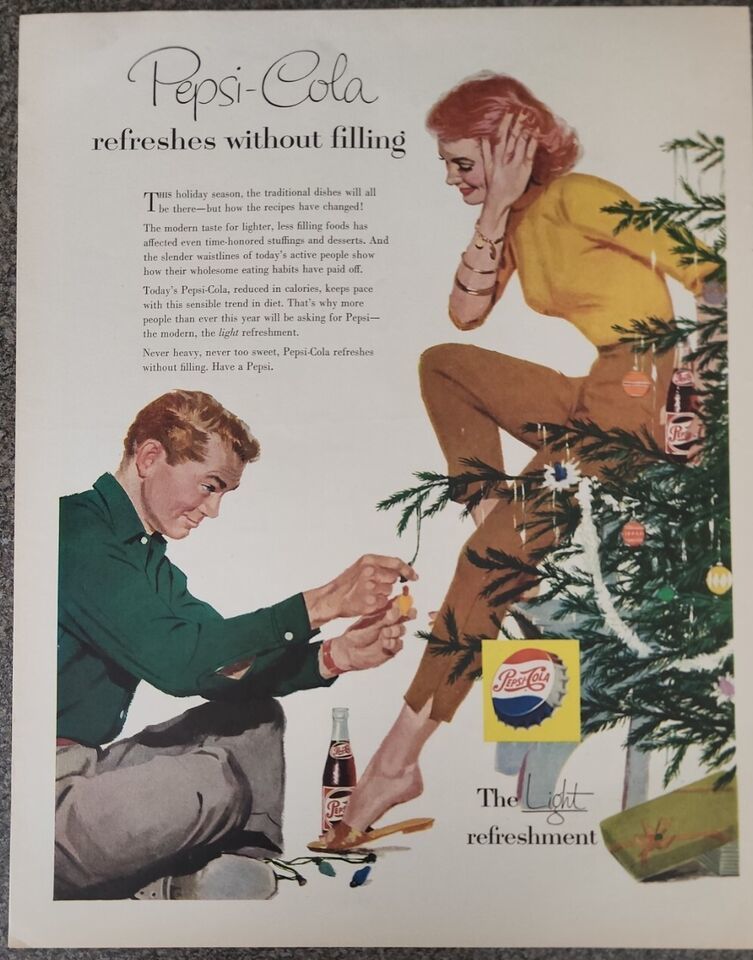 Pepsi-Cola
refreshes without filling
THIS holiday season, the traditional dishes will all
be there—but how the recipes have changed!
The modern taste for lighter, less filling foods has
affected even time-honored stuffings and desserts. And
the slender waistlines of today's active people show
how their wholesome eating habits have paid off.
Today's Pepsi-Cola, reduced in calories, keeps pace
with this sensible trend in diet. That's why more
people than ever this year will be asking for Pepsi—
the modern, the light refreshment.
Never heavy, never too sweet, Pepsi-Cola refreshes
without filling. Have a Pepsi.
PEPSI-COLA
The Light
refreshment